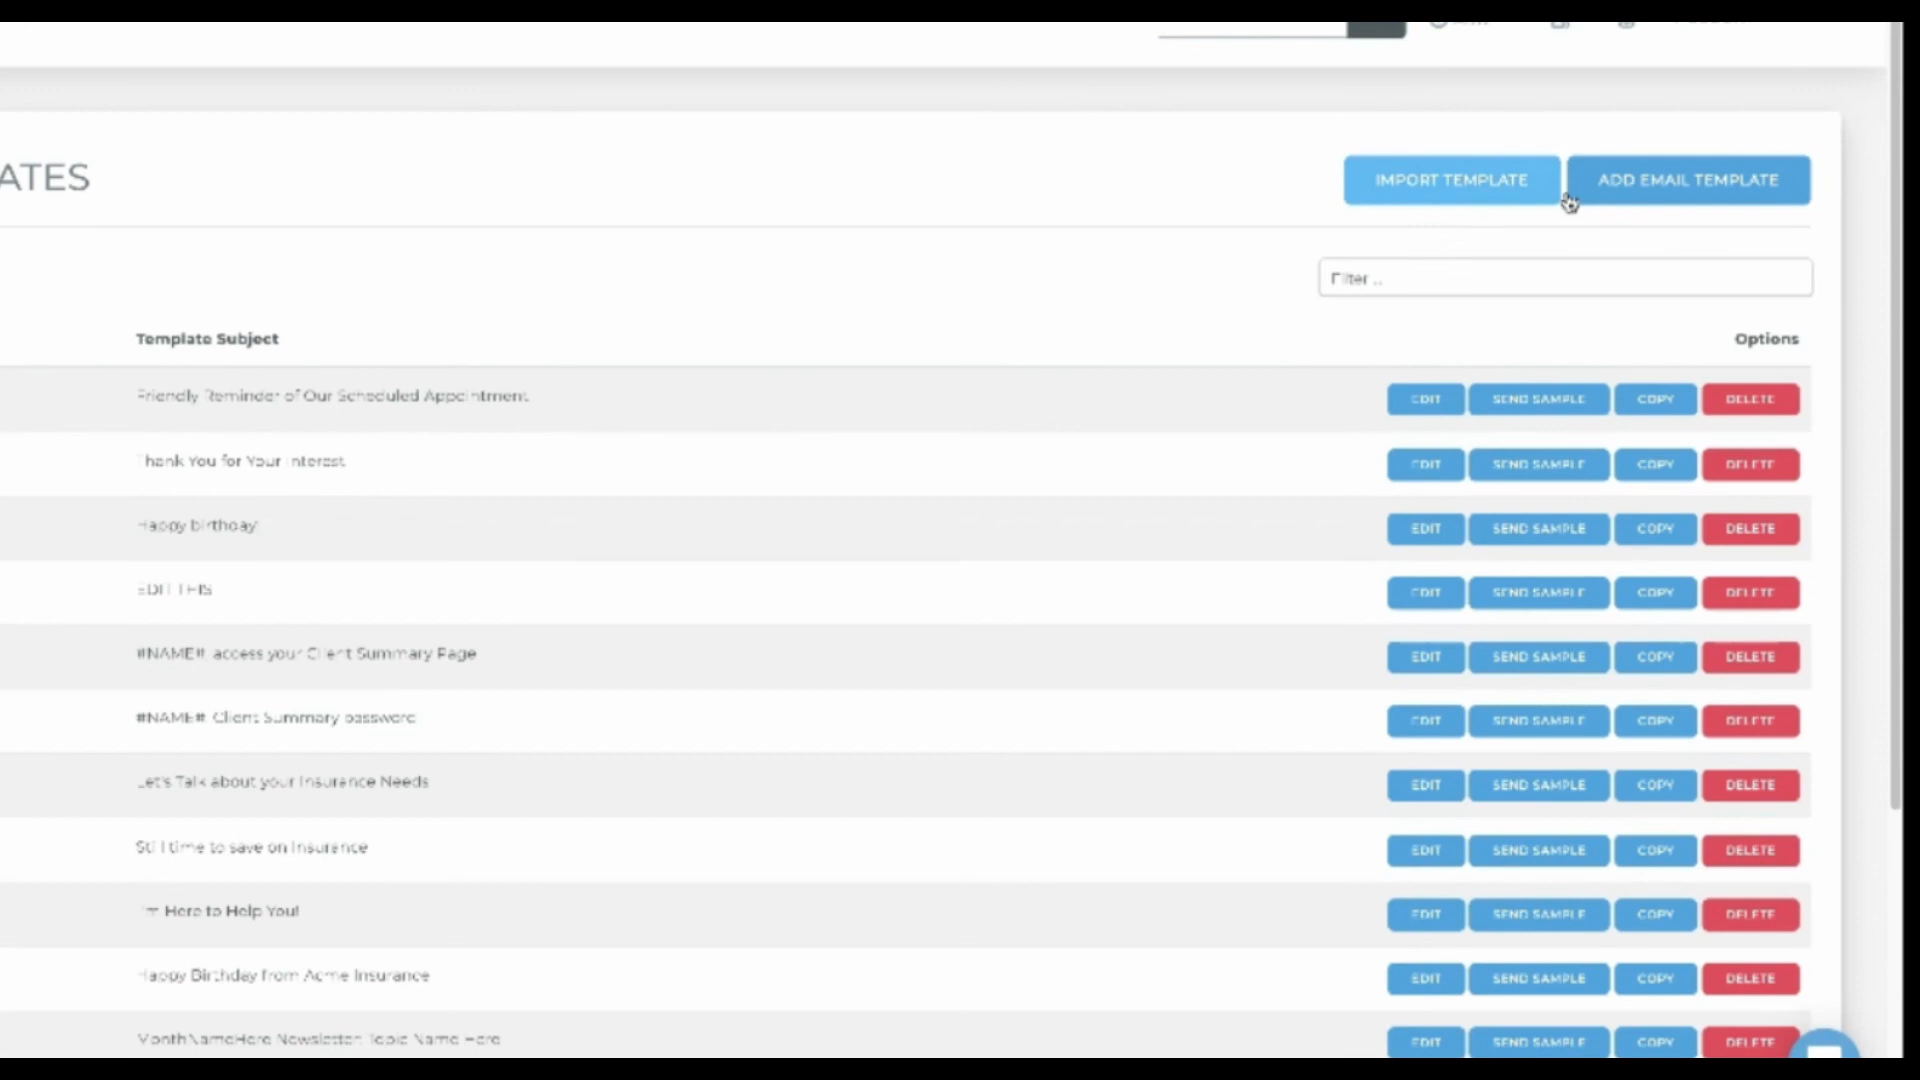 ATES
IMPORT TEMPLATE ADD EMAIL TEMPLATE
Filter ..
Template Subject Options
Friendly Reminder of Our Scheduled Appointment EDIT SEND SAMPLE COPY DELETE
Thank You for Your Interest EDIT SEND SAMPLE COPY DELETE
Happy birthday EDIT SEND SAMPLE COPY DELETE
EDIT THIS EDIT SEND SAMPLE COPY DELETE
#NAME#, access your Client Summary Page EDIT SEND SAMPLE COPY DELETE
#NAME#, Client Summary password EDIT SEND SAMPLE COPY DELETE
Let's Talk about your Insurance Needs EDIT SEND SAMPLE COPY DELETE
Still time to save on Insurance EDIT SEND SAMPLE COPY DELETE
I'm Here to Help You! EDIT SEND SAMPLE COPY DELETE
Happy Birthday from Acme Insurance EDIT SEND SAMPLE COPY DELETE
MonthNameHere Newsletter: Topic Name Here EDIT SEND SAMPLE COPY DELETE